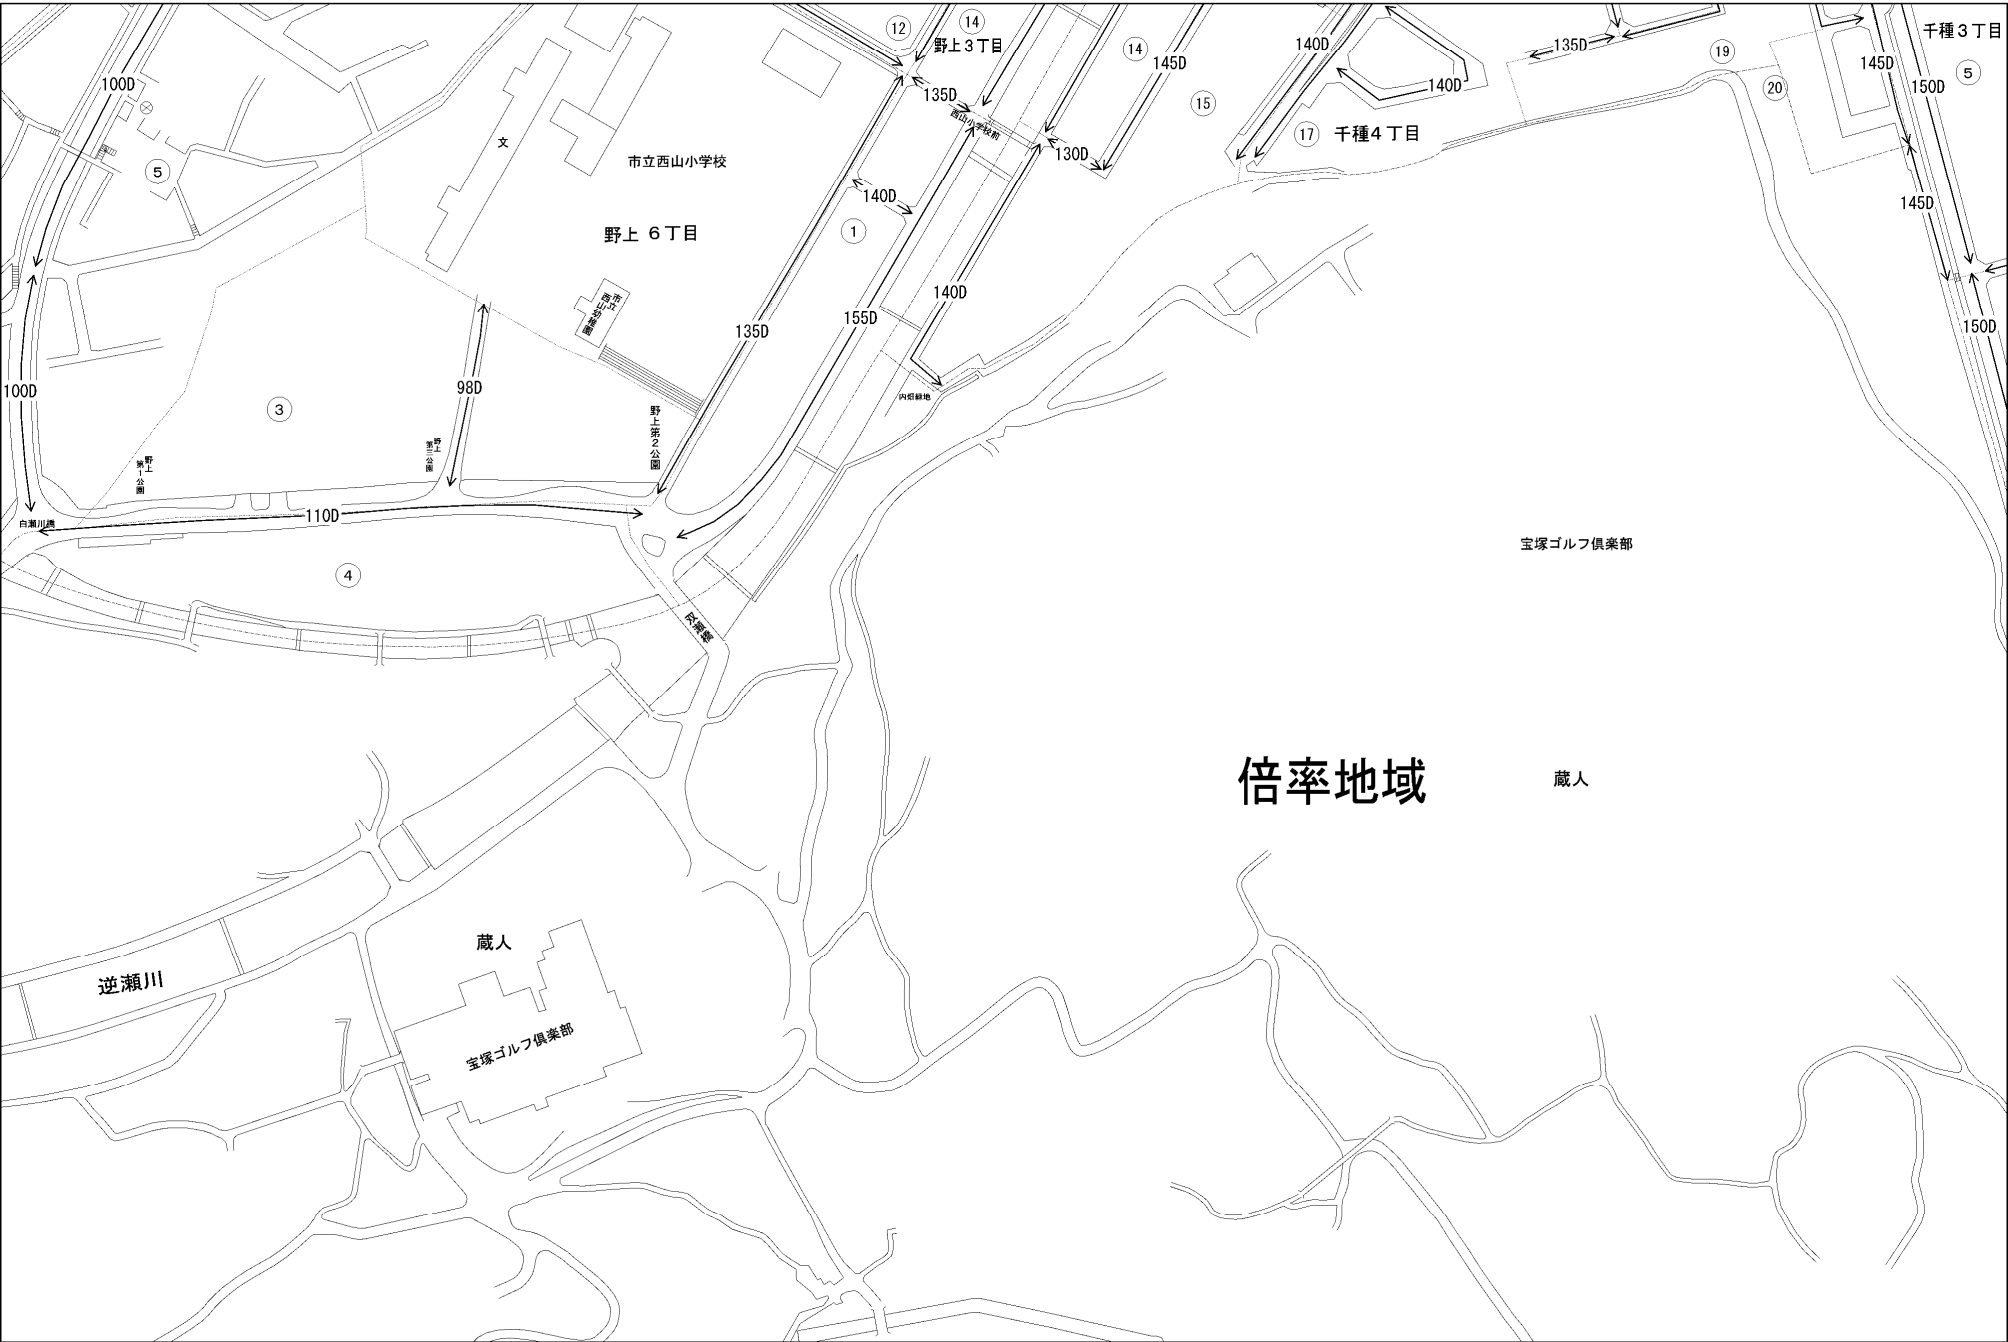 12
14
野上3丁目
14
145D
140D
135D
19
145D
千種3丁目
5
100D
135D
15
140D
20
150D
西山小学校前
17
千種4丁目
文
市立西山小学校
130D
5
140D
145D
野上 6丁目
1
140D
市立
西山幼稚園
155D
135D
150D
100D
98D
内畑緑地
3
野上第2公園
野上
第三公園
野上
第1公園
白瀬川橋
110D
宝塚ゴルフ倶楽部
4
双瀬橋
倍率地域
蔵人
蔵人
逆瀬川
宝塚ゴルフ倶楽部